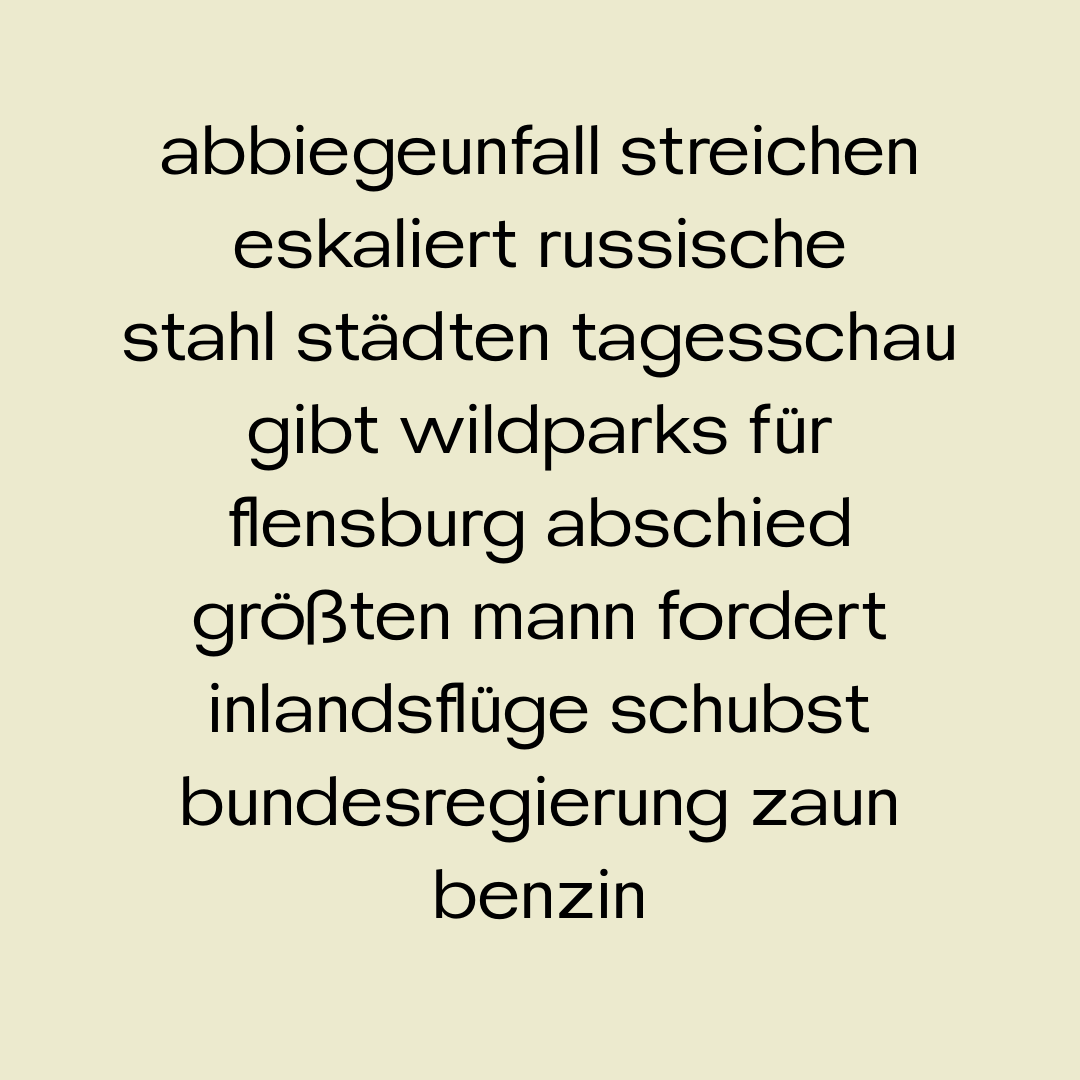 abbiegeunfall streichen
eskaliert russische
stahl städten tagesschau
gibt wildparks für
flensburg abschied
größten mann fordert
inlandsflüge schubst
bundesregierung zaun
benzin